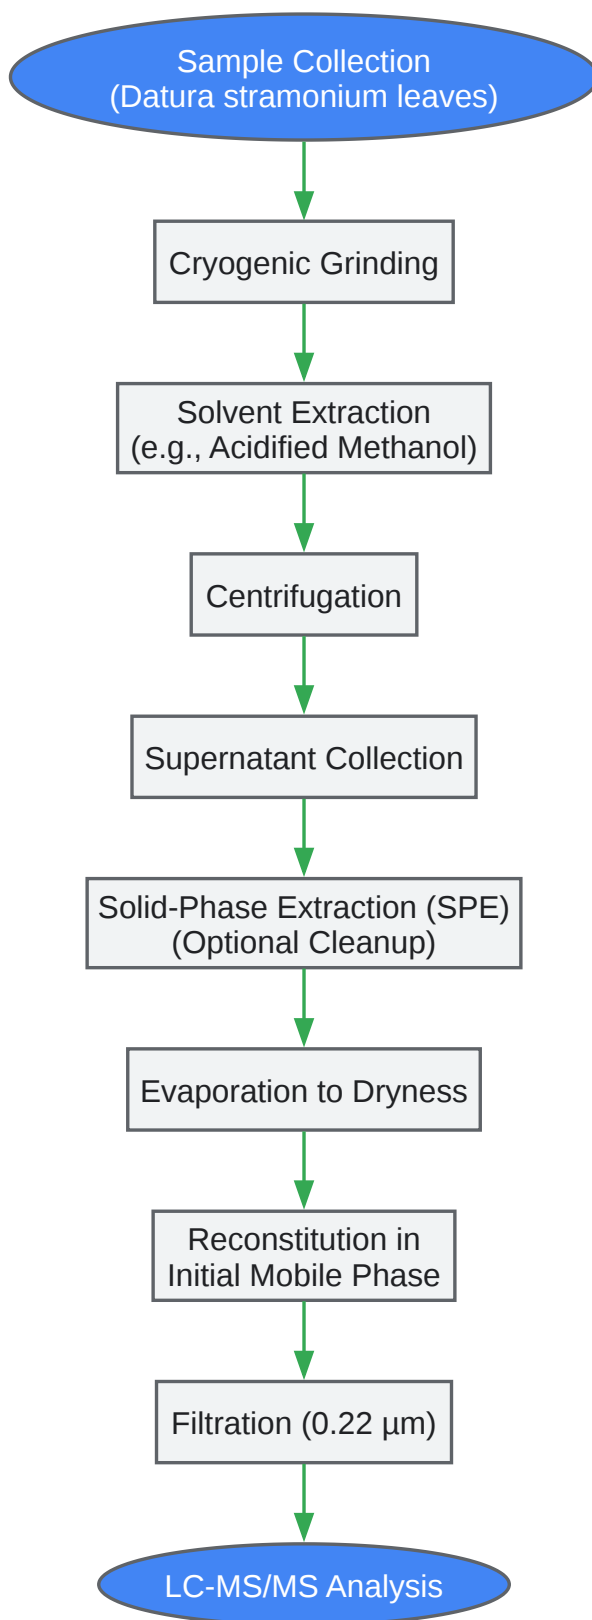 Sample Collection
(Datura stramonium leaves)
Cryogenic Grinding
Solvent Extraction
(e.g., Acidified Methanol)
Centrifugation
Supernatant Collection
Solid-Phase Extraction (SPE)
(Optional Cleanup)
Evaporation to Dryness
Reconstitution in
Initial Mobile Phase
Filtration (0.22 µm)
LC-MS/MS Analysis